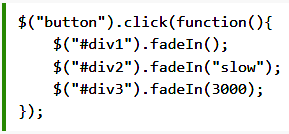 $("button").click(function(){
    $("#div1").fadeIn();
    $("#div2").fadeIn("slow");
    $("#div3").fadeIn(3000);
});